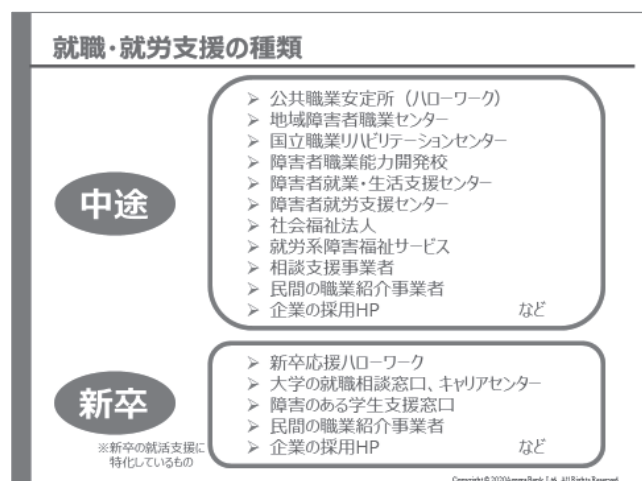 就職・就労支援の種類
中途
➢ 公共職業安定所（ハローワーク）
➢ 地域障害者職業センター
➢ 国立職業リハビリテーションセンター
➢ 障害者職業能力開発校
➢ 障害者就業・生活支援センター
➢ 障害者就労支援センター
➢ 社会福祉法人
➢ 就労系障害福祉サービス
➢ 相談支援事業者
➢ 民間の職業紹介事業者
➢ 企業の採用HP など
新卒
※新卒の就活支援に
特化しているもの
➢ 新卒応援ハローワーク
➢ 大学の就職相談窓口、キャリアセンター
➢ 障害のある学生支援窓口
➢ 民間の職業紹介事業者
➢ 企業の採用HP など
Copyright © 2020 Bank, Ltd. All Rights Reserved.